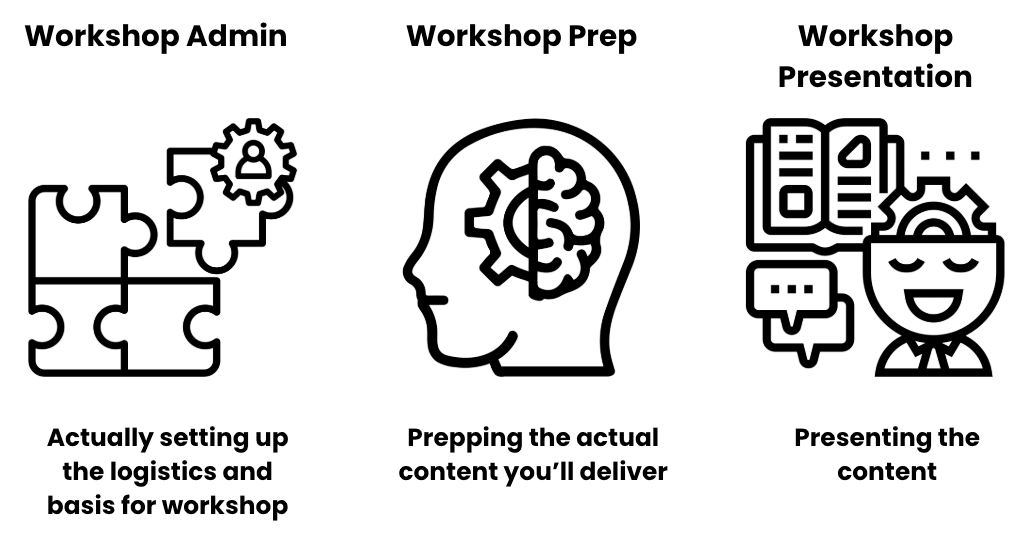 Workshop Admin
Actually setting up
the logistics and
basis for workshop
Workshop Prep
Prepping the actual
content you’ll deliver
Workshop
Presentation
Presenting the
content